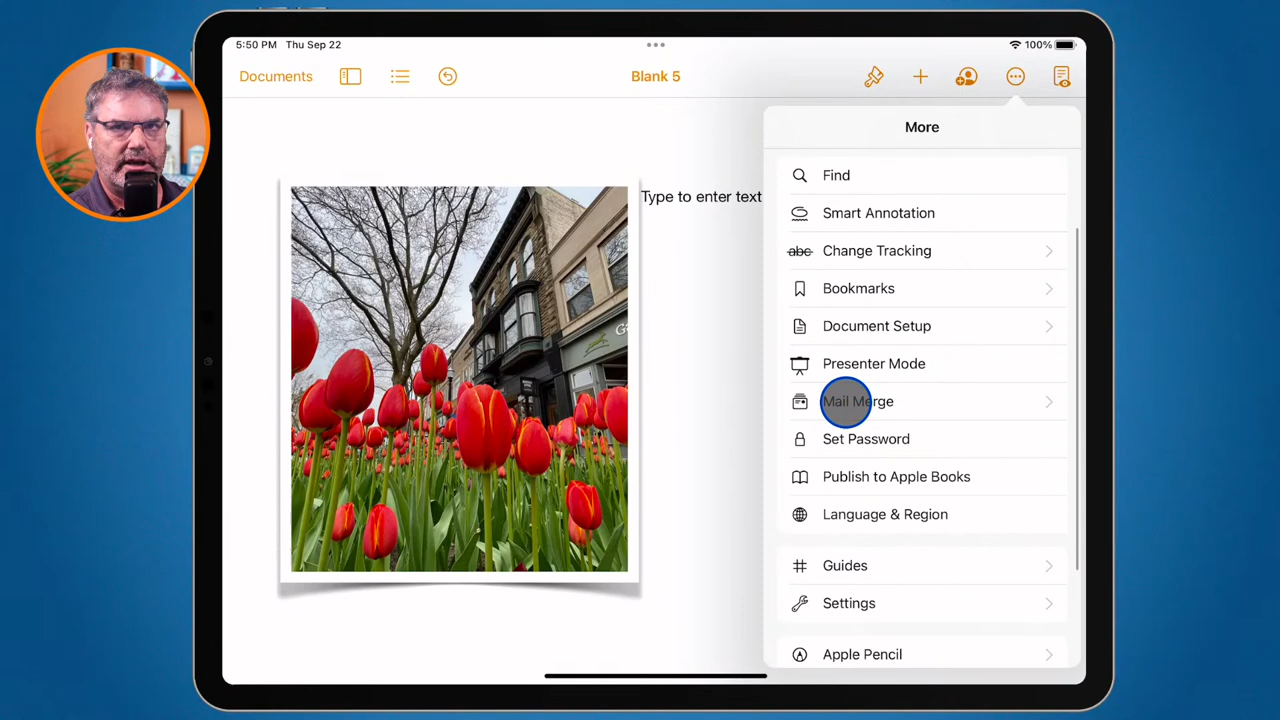 5:50 PM Thu Sep 22
100%
Documents
Blank 5
More
Type to enter text
Find
Smart Annotation
abc Change Tracking
Bookmarks
Document Setup
Presenter Mode
Mail Merge
Set Password
Publish to Apple Books
Language & Region
Guides
Settings
Apple Pencil